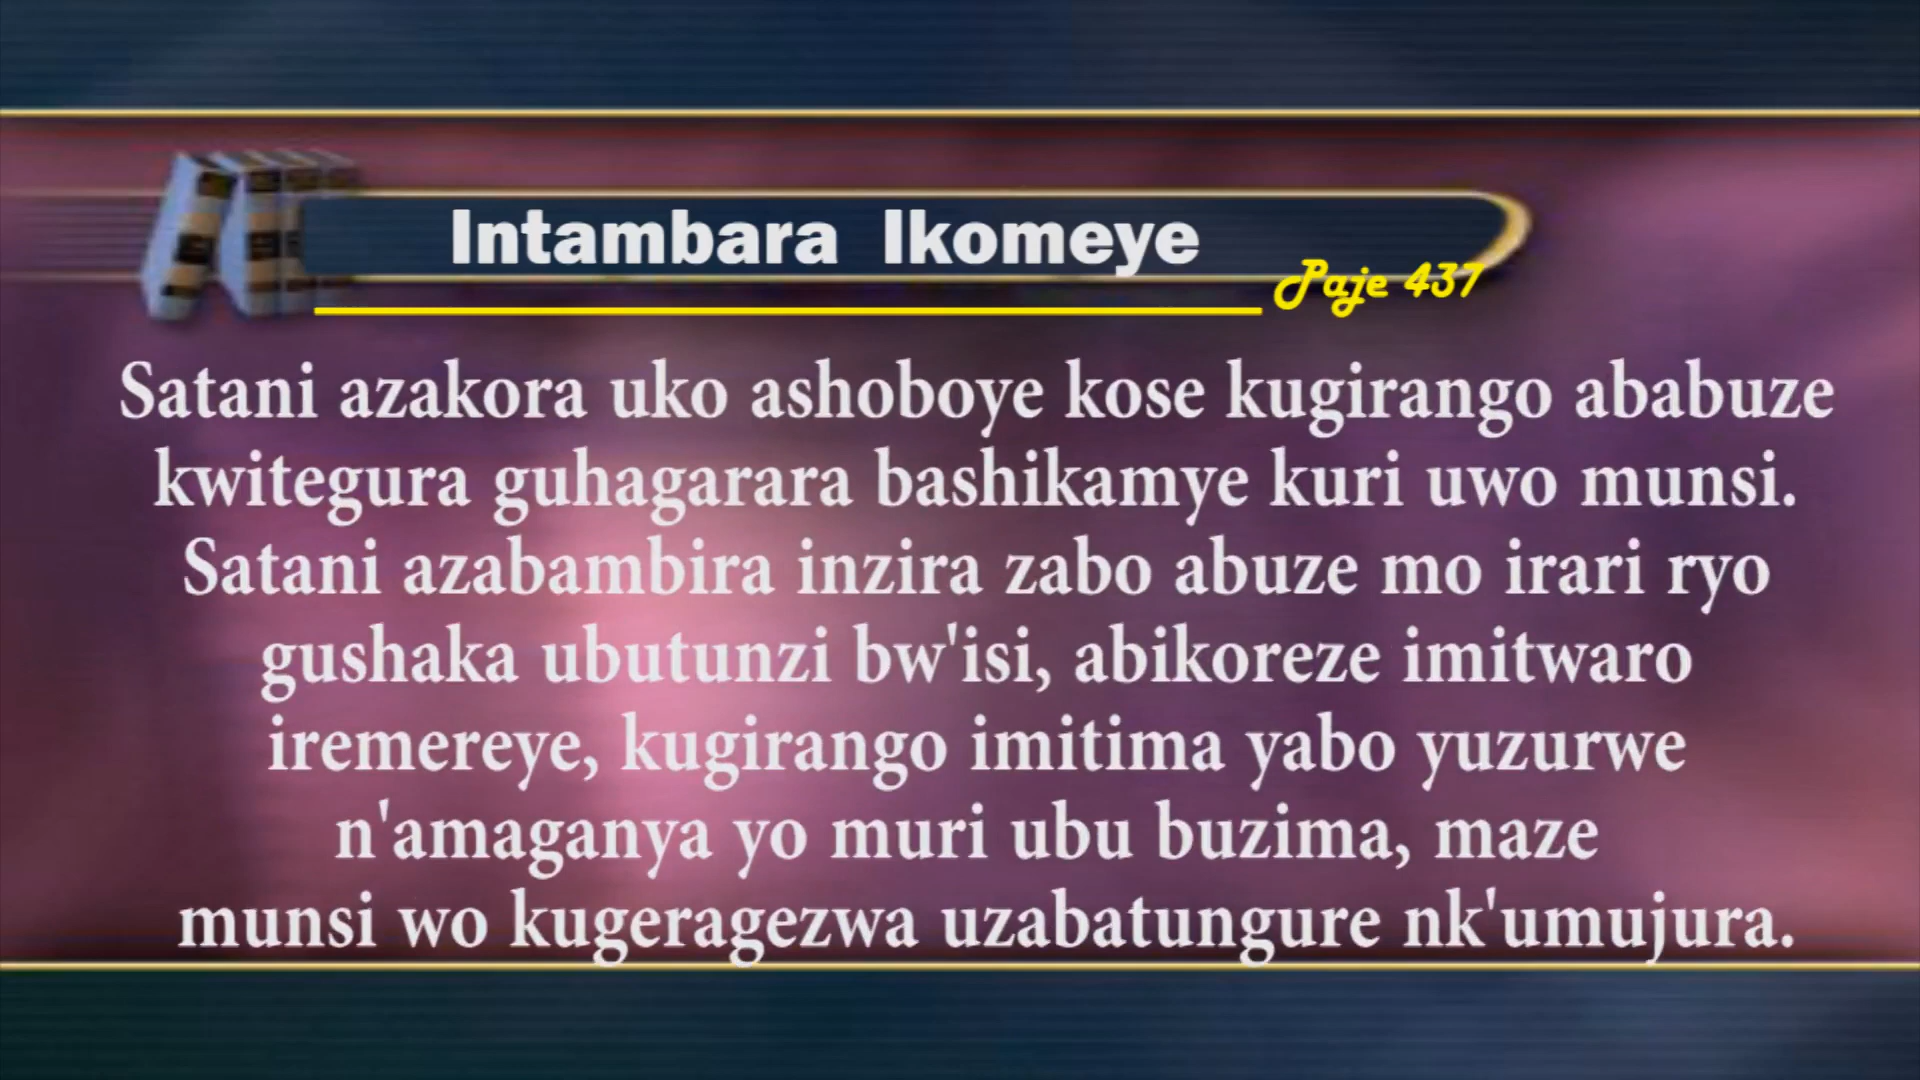 Intambara Ikomeye
Paje 437
Satani azakora uko ashoboye kose kugirango ababuze
kwitegura guhagarara bashikamye kuri uwo munsi.
Satani azabambira inzira zabo abuze mo irari ryo
gushaka ubutunzi bw'isi, abikoreze imitwaro
iremereye, kugirango imitima yabo yuzurwe
n'amaganya yo muri ubu buzima, maze
munsi wo kugeragezwa uzabatungure nk'umujura.